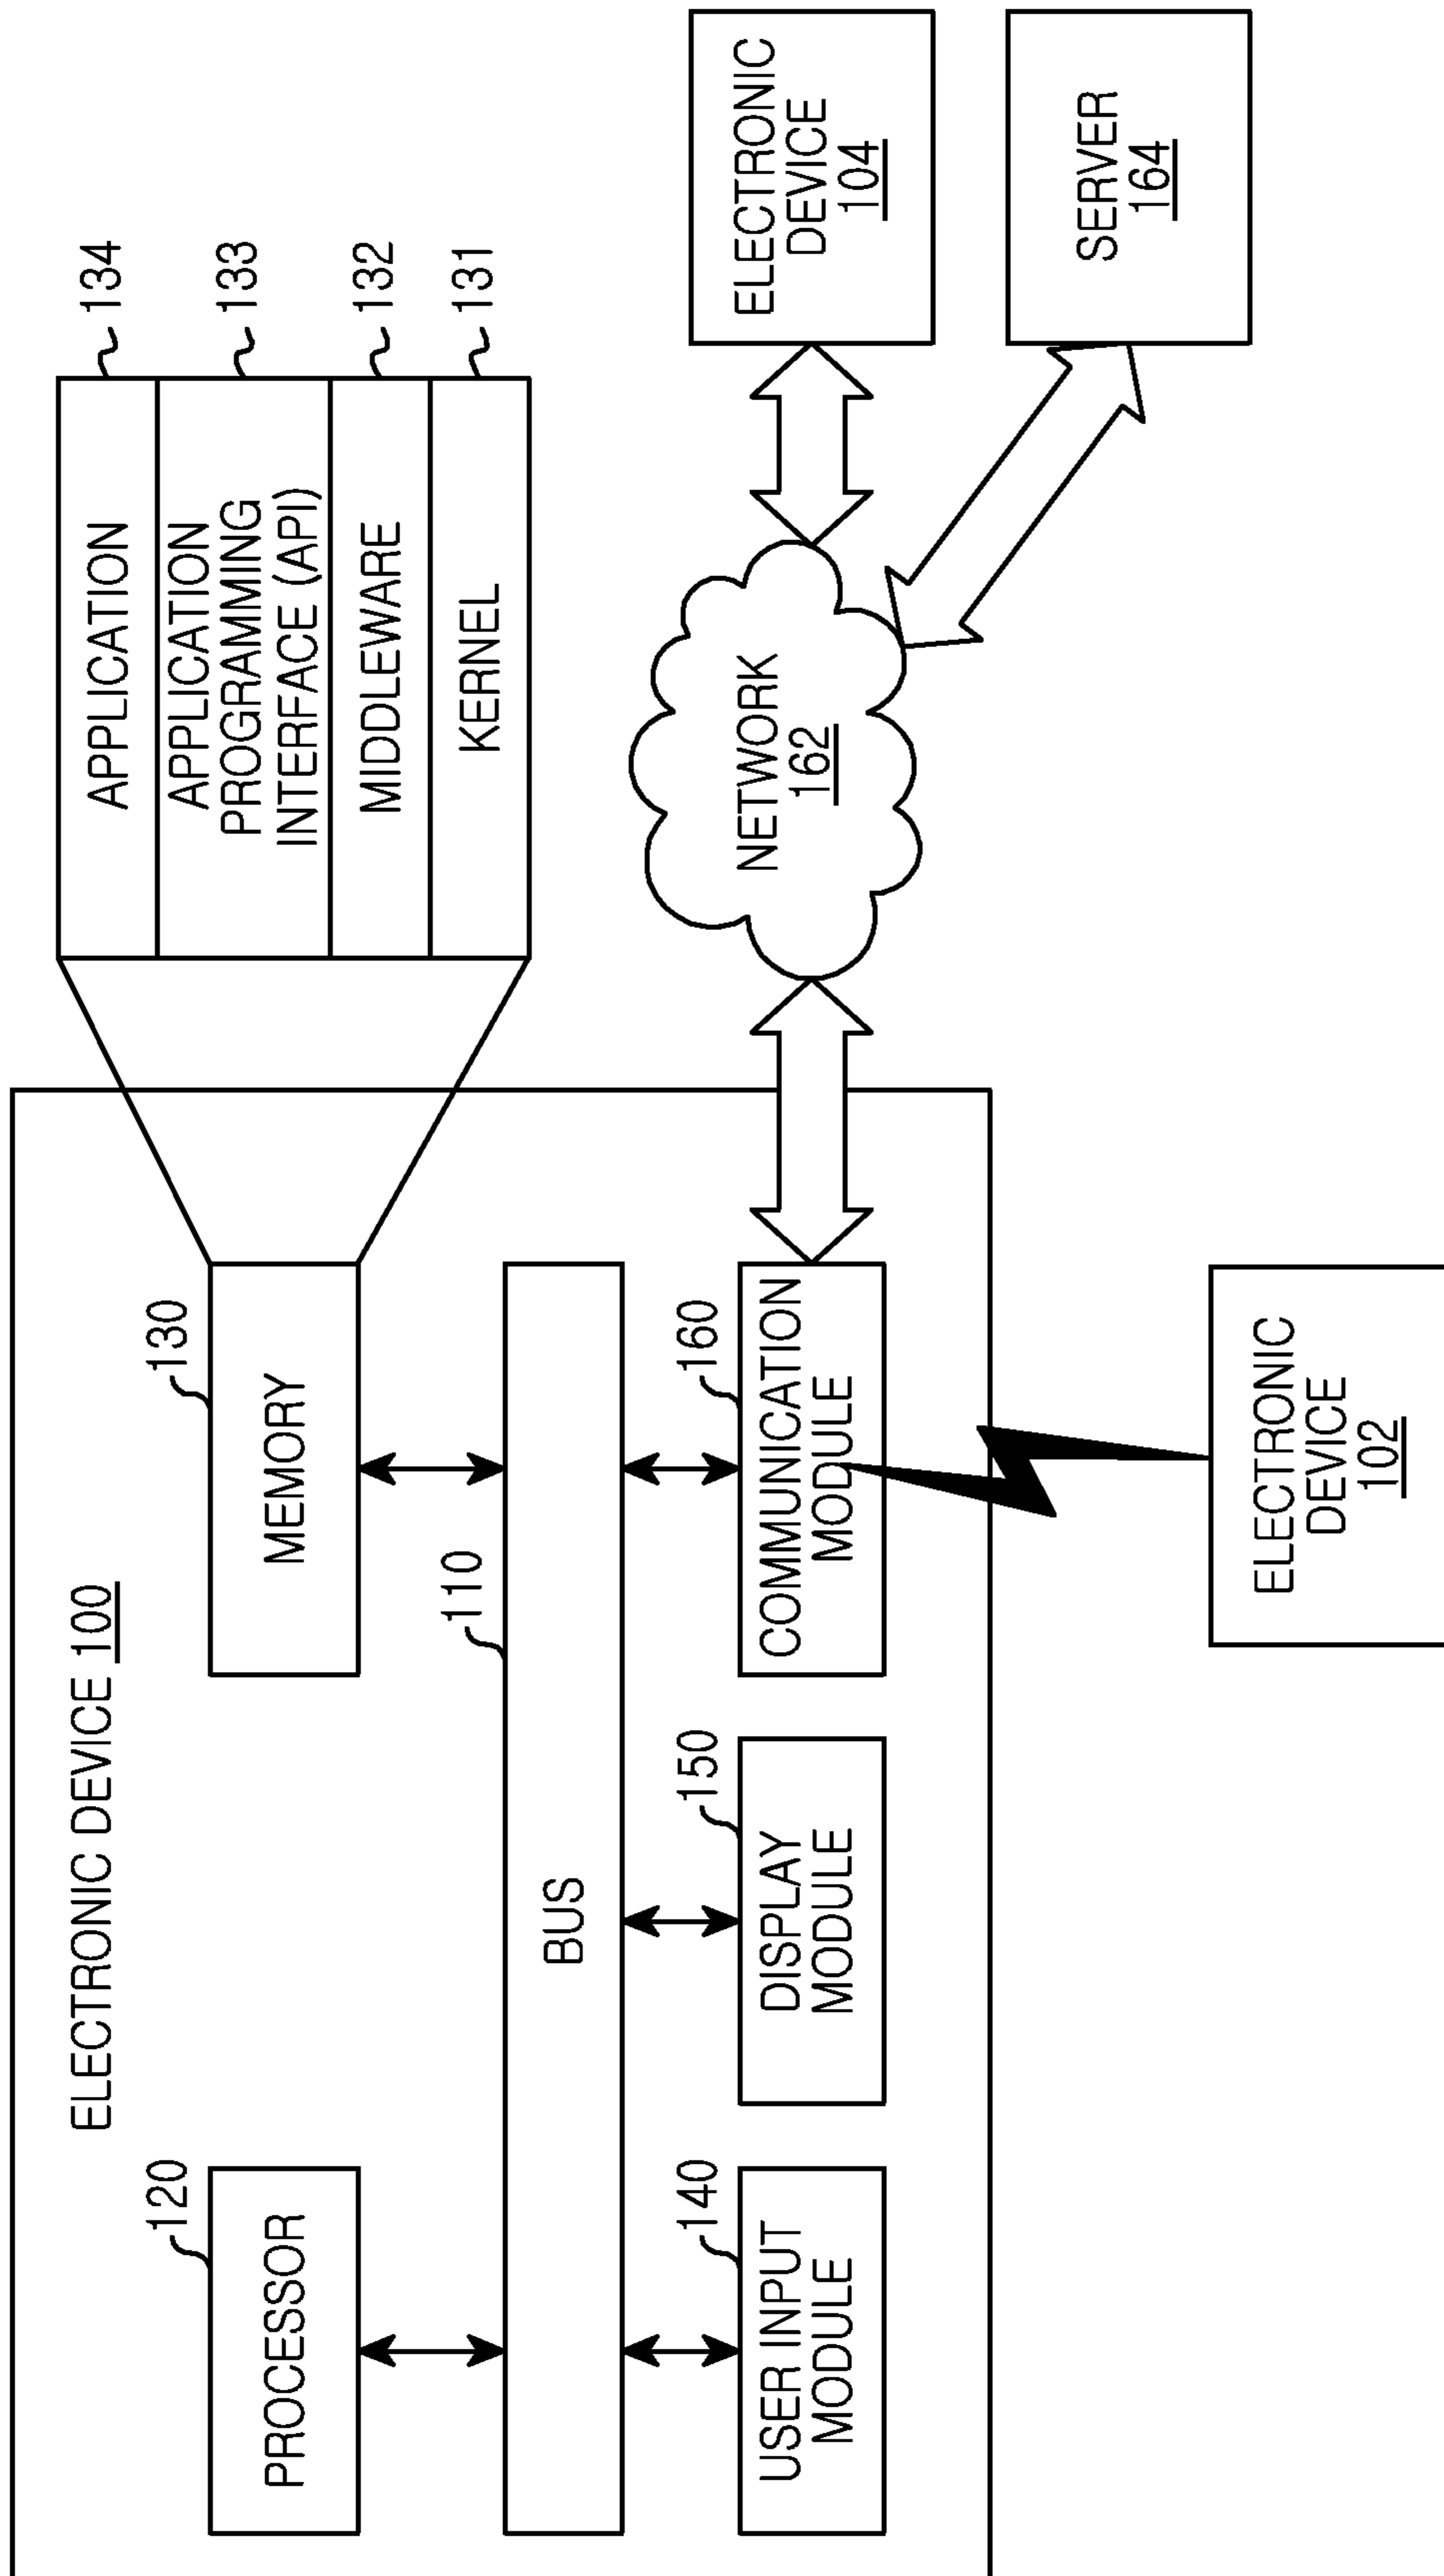 ELECTRONIC DEVICE 100
120
PROCESSOR
130
MEMORY
110
BUS
140
USER INPUT
MODULE
150
DISPLAY
MODULE
160
COMMUNICATION
MODULE
APPLICATION
134
APPLICATION
PROGRAMMING
INTERFACE (API)
133
MIDDLEWARE
132
KERNEL
131
NETWORK
162
ELECTRONIC
DEVICE
104
SERVER
164
ELECTRONIC
DEVICE
102